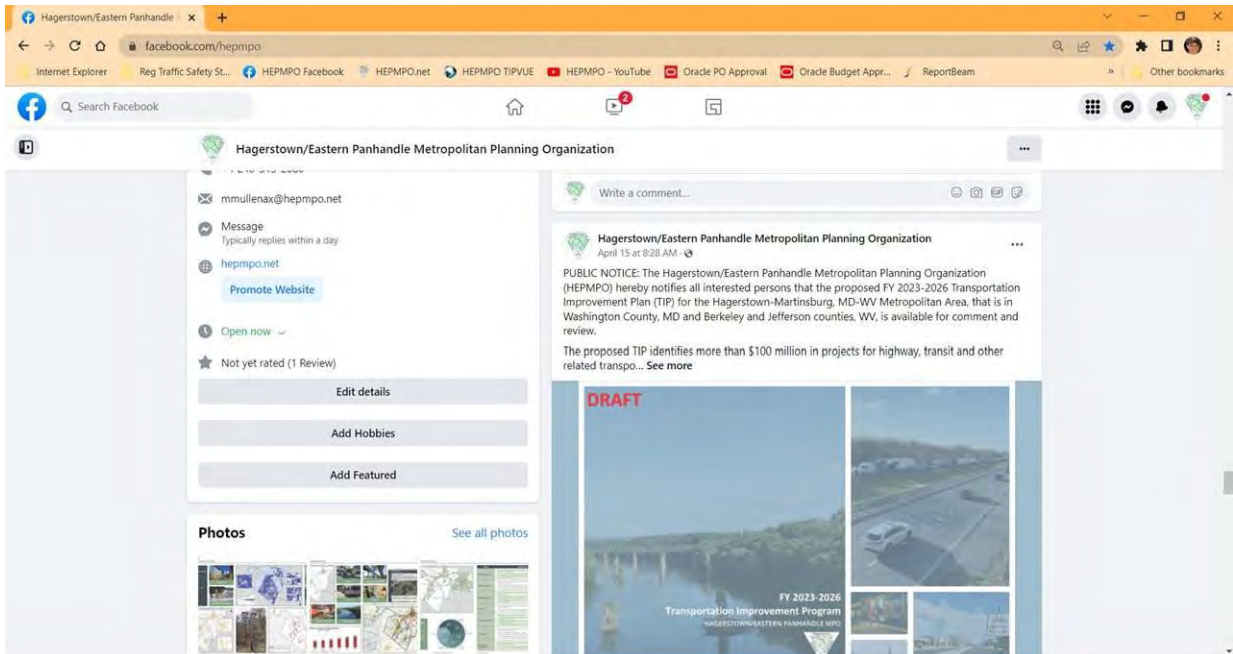 Hagerstown/Eastern Panhandle
facebook.com/hepmpo
Internet Explorer
Reg Traffic Safety St...
HEPMPO Facebook
HEPMPO.net
HEPMPO TIPVUE
HEPMPO - YouTube
Oracle PO Approval
Oracle Budget Appr...
ReportBeam
»
Other bookmarks
Search Facebook
2
Hagerstown/Eastern Panhandle Metropolitan Planning Organization
mmullenax@hepmpo.net
Message
Typically replies within a day
hepmpo.net
Promote Website
Open now
Not yet rated (1 Review)
Edit details
Add Hobbies
Add Featured
Photos
See all photos
Write a comment...
Hagerstown/Eastern Panhandle Metropolitan Planning Organization
April 15 at 8:28 AM ·
PUBLIC NOTICE: The Hagerstown/Eastern Panhandle Metropolitan Planning Organization
(HEPMPO) hereby notifies all interested persons that the proposed FY 2023-2026 Transportation
Improvement Plan (TIP) for the Hagerstown-Martinsburg, MD-WV Metropolitan Area, that is in
Washington County, MD and Berkeley and Jefferson counties, WV, is available for comment and
review.
The proposed TIP identifies more than $100 million in projects for highway, transit and other
related transpo... See more
DRAFT
FY 2023-2026
Transportation Improvement Program
HAGERSTOWN/EASTERN PANHANDLE MPO